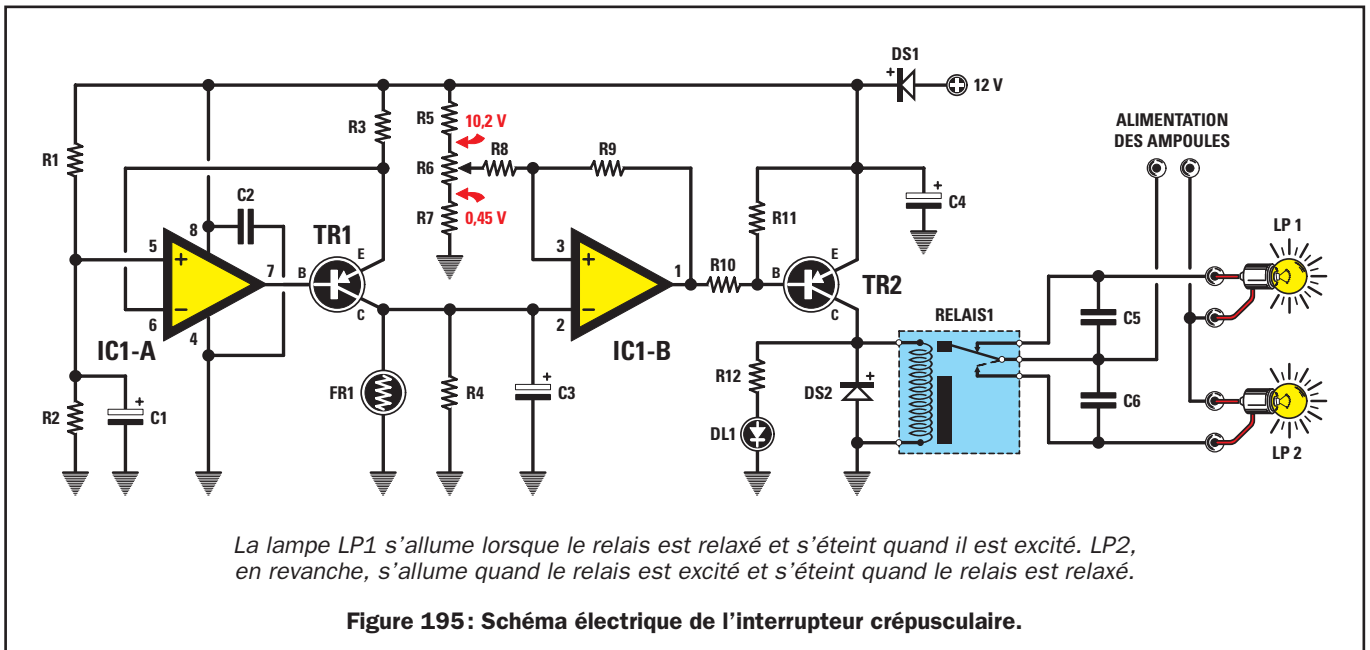 DS1
+
12 V
R1
R3
R5
10,2 V
R6
R8
R9
R7
0,45 V
ALIMENTATION
DES AMPOULES
C2
8
5
+
7
6
−
4
IC1-A
TR1
B
E
C
3
+
1
2
−
IC1-B
R10
R11
B
E
C
TR2
+
C4
LP 1
R2
+
C1
FR1
R4
+
C3
R12
DL1
DS2
+
RELAIS1
C5
C6
LP 2
La lampe LP1 s’allume lorsque le relais est relaxé et s’éteint quand il est excité. LP2,
en revanche, s’allume quand le relais est excité et s’éteint quand le relais est relaxé.
Figure 195: Schéma électrique de l’interrupteur crépusculaire.